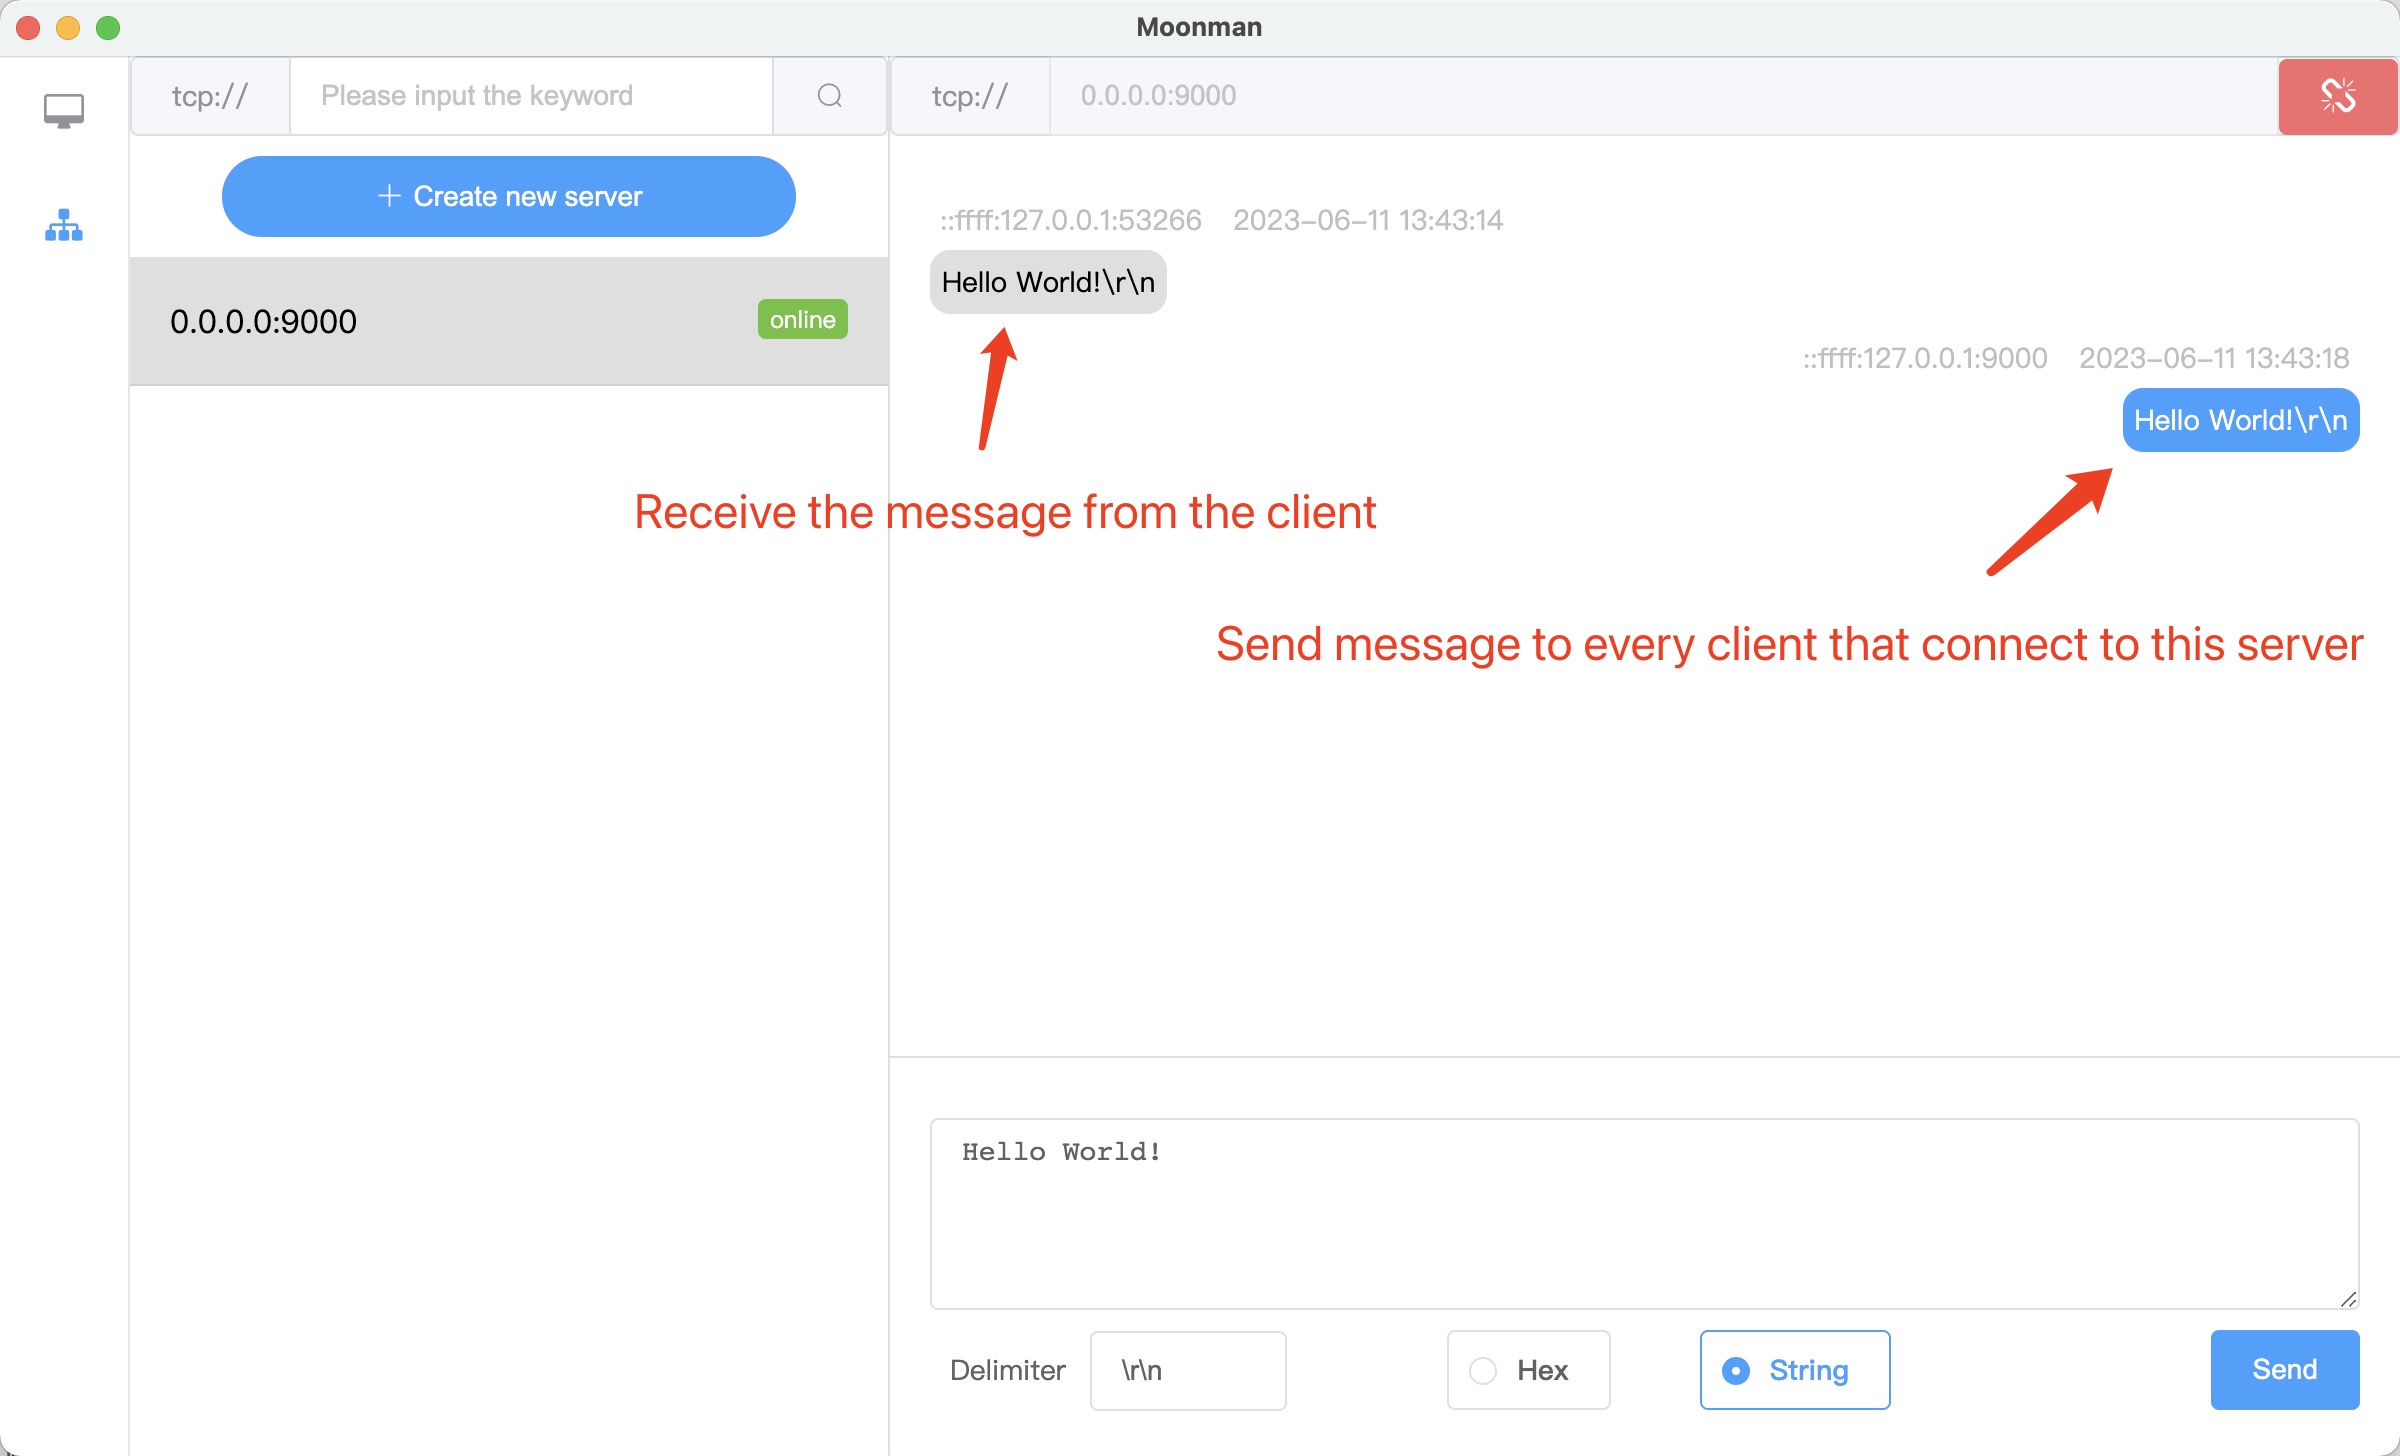 Moonman
tcp://
Please input the keyword
tcp://
0.0.0.0:9000
Create new server
0.0.0.0:9000
online
::ffff:127.0.0.1:53266 2023-06-11 13:43:14
Hello World!\r\n
::ffff:127.0.0.1:9000 2023-06-11 13:43:18
Hello World!\r\n
Receive the message from the client
Send message to every client that connect to this server
Hello World!
Delimiter
\r\n
Hex
String
Send